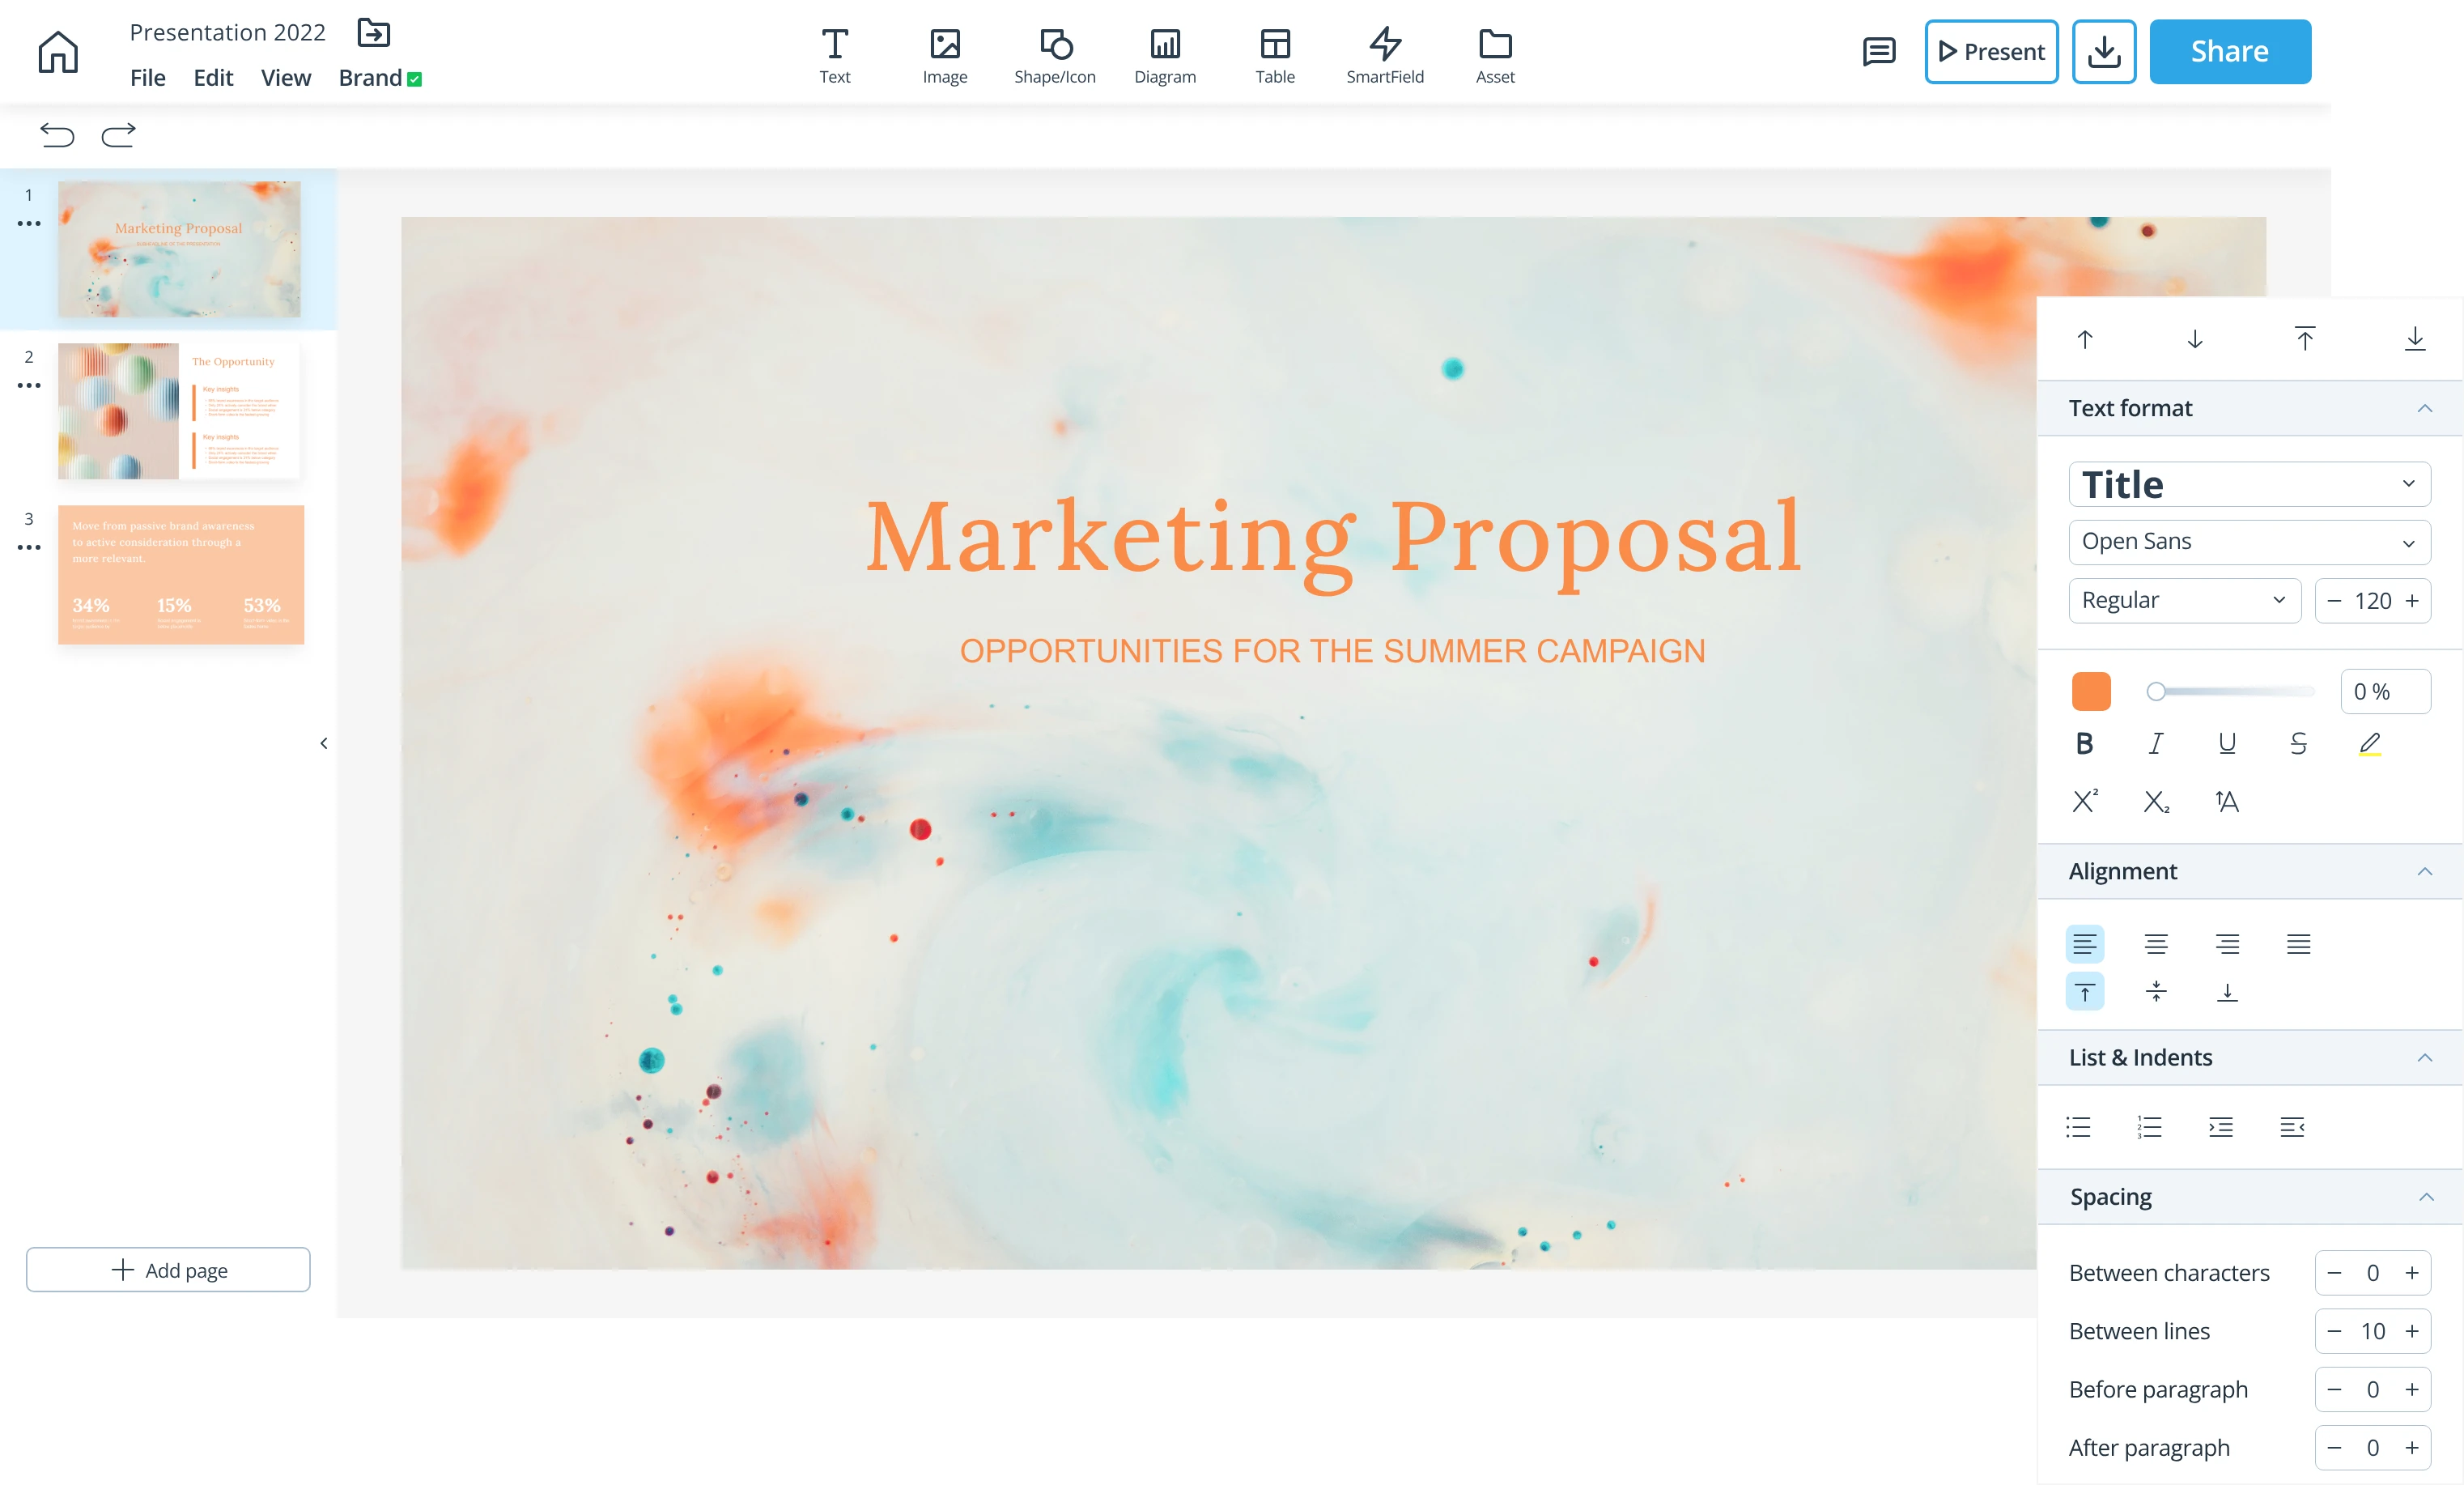 Presentation 2022
File Edit View Brand
Text Image Shape/Icon Diagram Table SmartField Asset
Present
Share
1
Marketing Proposal
2
The Opportunity
Key insights
Key insights
3
Move from passive brand awareness
to active consideration through a
more relevant.
34% 15% 53%
Add page
Marketing Proposal
OPPORTUNITIES FOR THE SUMMER CAMPAIGN
Text format
Title
Open Sans
Regular
120
0 %
B I U S
X² X₂ A
Alignment
List & Indents
Spacing
Between characters 0
Between lines 10
Before paragraph 0
After paragraph 0